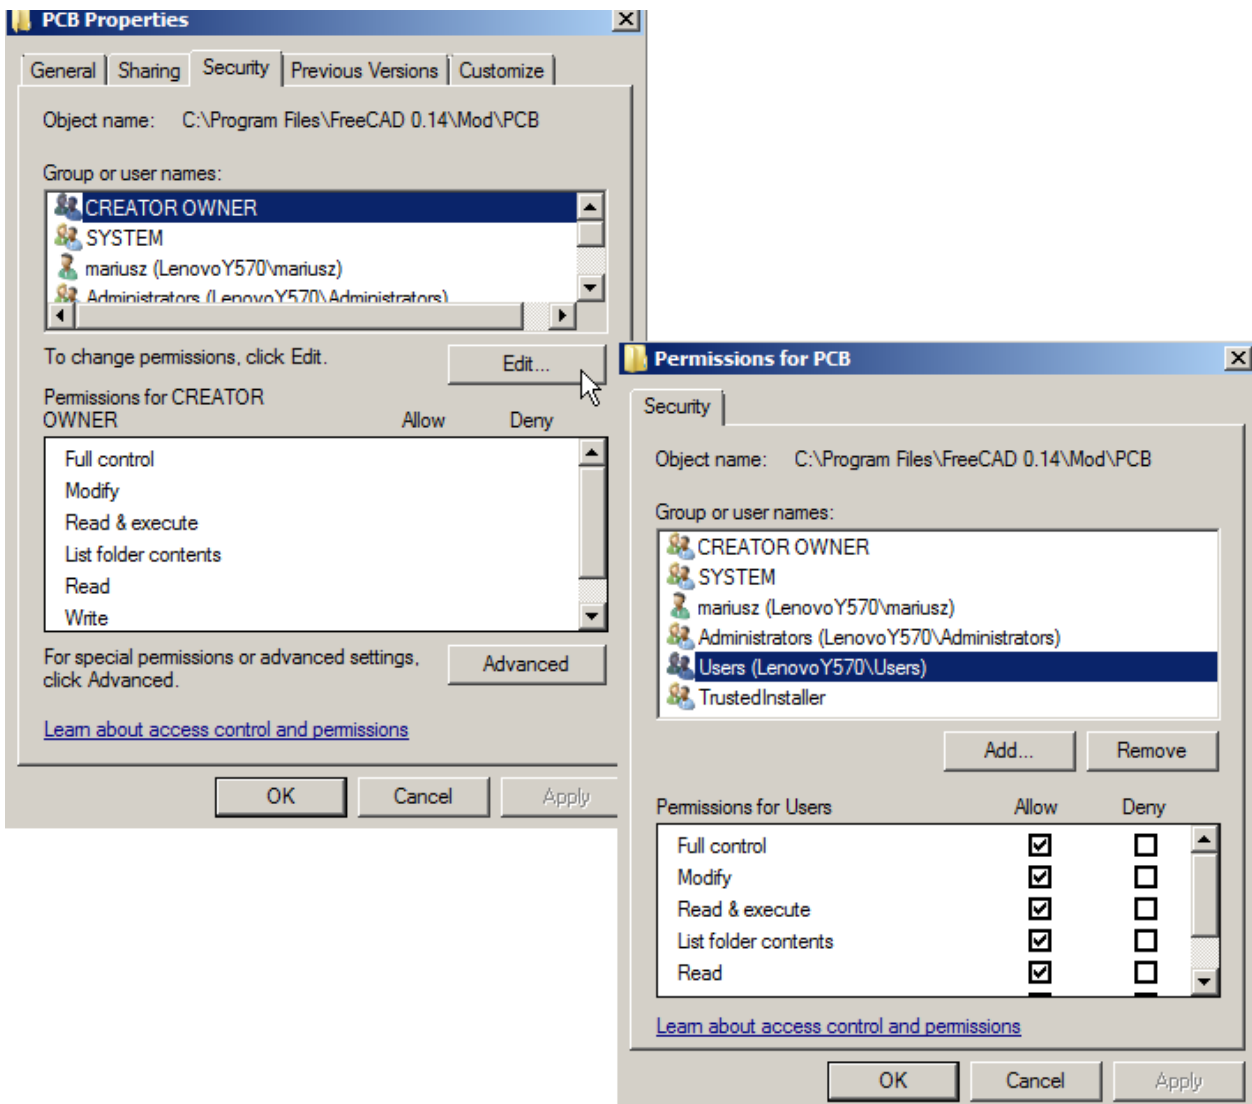 PCB Properties
General Sharing Security Previous Versions Customize
Object name: C:\Program Files\FreeCAD 0.14\Mod\PCB
Group or user names:
CREATOR OWNER
SYSTEM
mariusz (LenovoY570\mariusz)
Administrators (LenovoY570\Administrators)
To change permissions, click Edit.
Edit...
Permissions for CREATOR
OWNER Allow Deny
Full control
Modify
Read & execute
List folder contents
Read
Write
For special permissions or advanced settings,
click Advanced.
Advanced
Learn about access control and permissions
OK Cancel Apply
Permissions for PCB
Security
Object name: C:\Program Files\FreeCAD 0.14\Mod\PCB
Group or user names:
CREATOR OWNER
SYSTEM
mariusz (LenovoY570\mariusz)
Administrators (LenovoY570\Administrators)
Users (LenovoY570\Users)
TrustedInstaller
Add... Remove
Permissions for Users Allow Deny
Full control
Modify
Read & execute
List folder contents
Read
Learn about access control and permissions
OK Cancel Apply